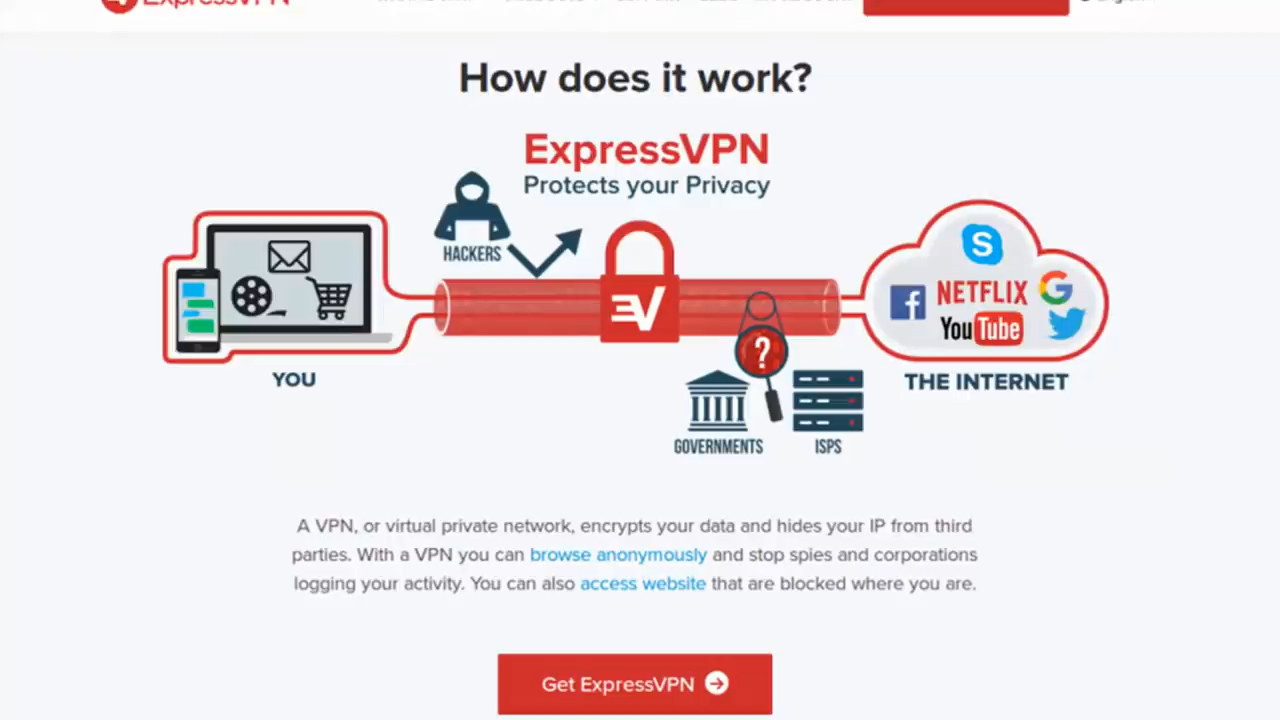 ExpressVPN
How does it work?
ExpressVPN
Protects your Privacy
HACKERS
S
f
NETFLIX
G
YouTube
?
YOU
THE INTERNET
GOVERNMENTS
ISPS
A VPN, or virtual private network, encrypts your data and hides your IP from third
parties. With a VPN you can browse anonymously and stop spies and corporations
logging your activity. You can also access website that are blocked where you are.
Get ExpressVPN